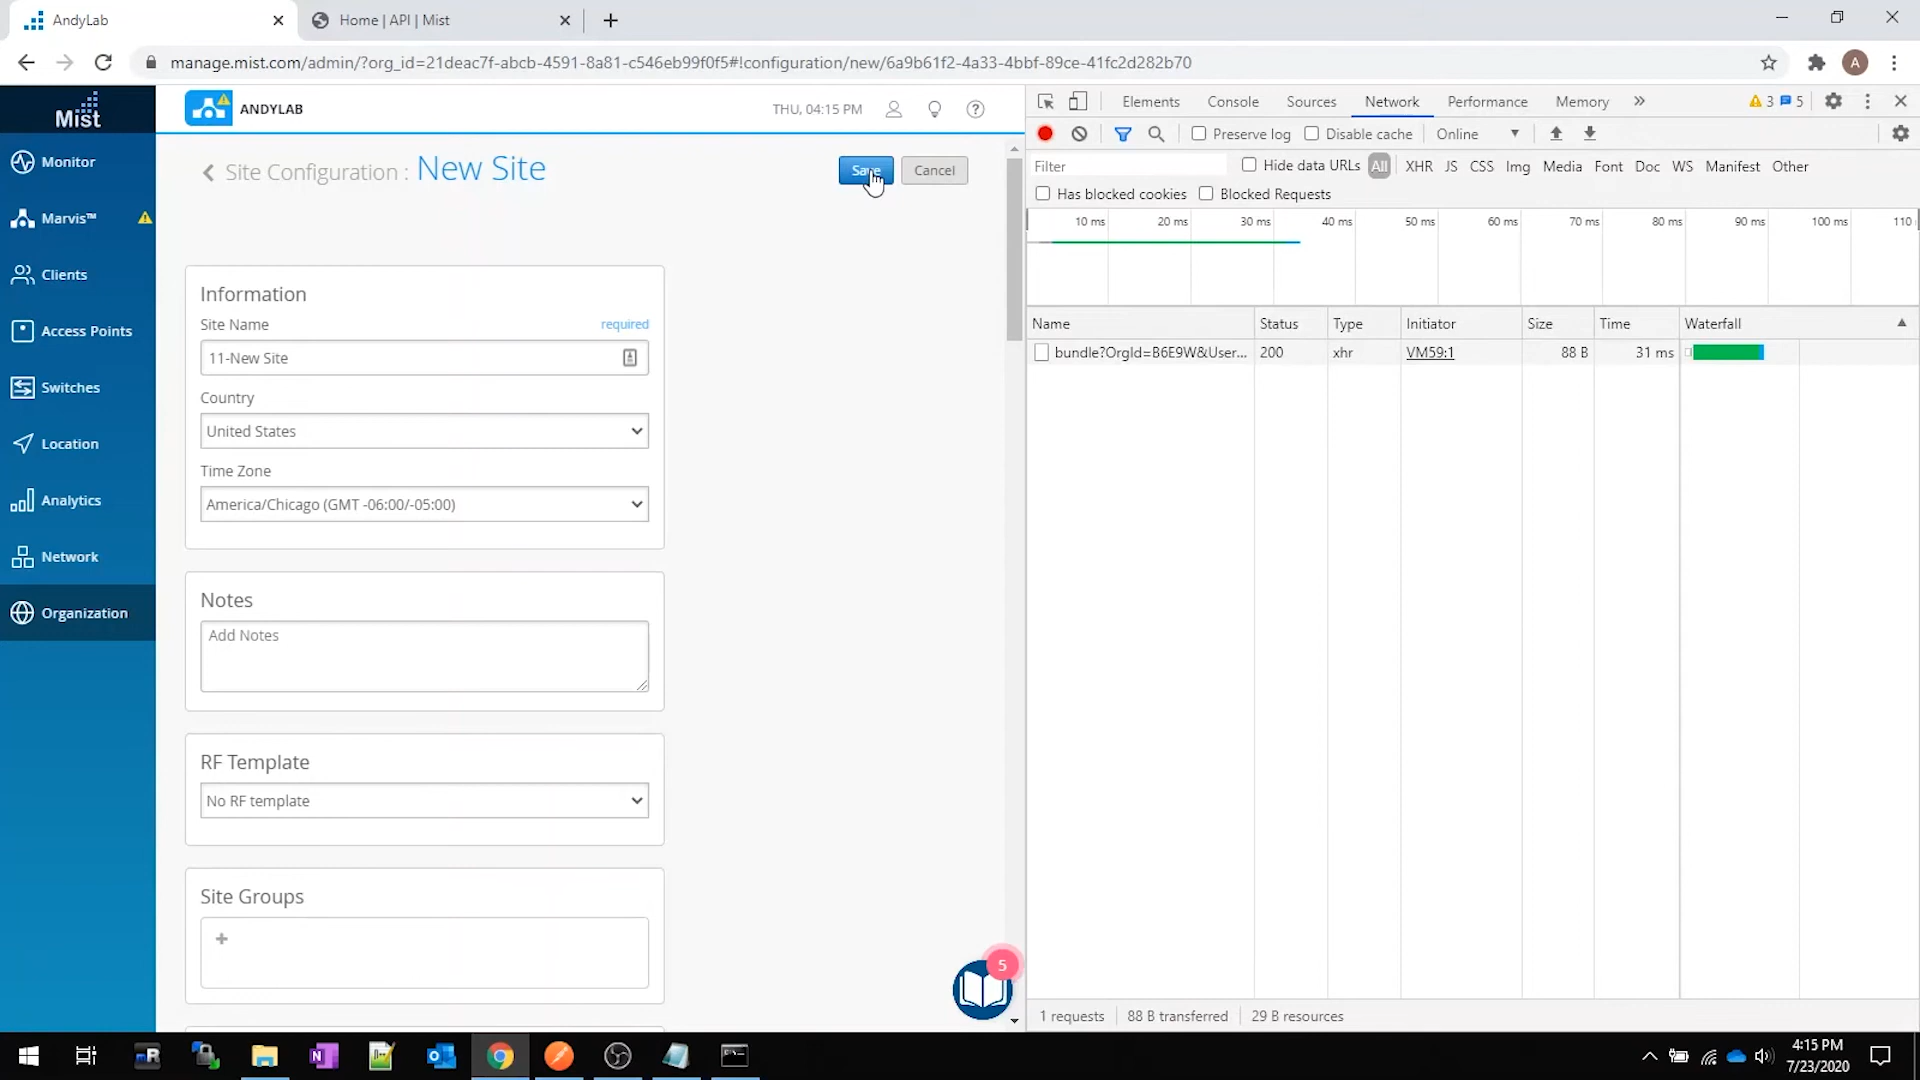 AndyLab
Home | API | Mist
manage.mist.com/admin/?org_id=21deac7f-abcb-4591-8a81-c546eb99f0f5#!configuration/new/6a9b61f2-4a33-4bbf-89ce-41fc2d282b70
A
Mist
ANDYLAB
THU, 04:15 PM
Monitor
Marvis™
Clients
Access Points
Switches
Location
Analytics
Network
Organization
Site Configuration : New Site
Save
Cancel
Information
Site Name
required
11-New Site
Country
United States
Time Zone
America/Chicago (GMT -06:00/-05:00)
Notes
Add Notes
RF Template
No RF template
Site Groups
+
5
Elements Console Sources Network Performance Memory » 3 5
Preserve log Disable cache Online
Filter Hide data URLs All XHR JS CSS Img Media Font Doc WS Manifest Other
Has blocked cookies Blocked Requests
10 ms 20 ms 30 ms 40 ms 50 ms 60 ms 70 ms 80 ms 90 ms 100 ms 110
Name Status Type Initiator Size Time Waterfall
bundle?OrgId=B6E9W&User... 200 xhr VM59:1 88 B 31 ms
1 requests 88 B transferred 29 B resources
4:15 PM
7/23/2020